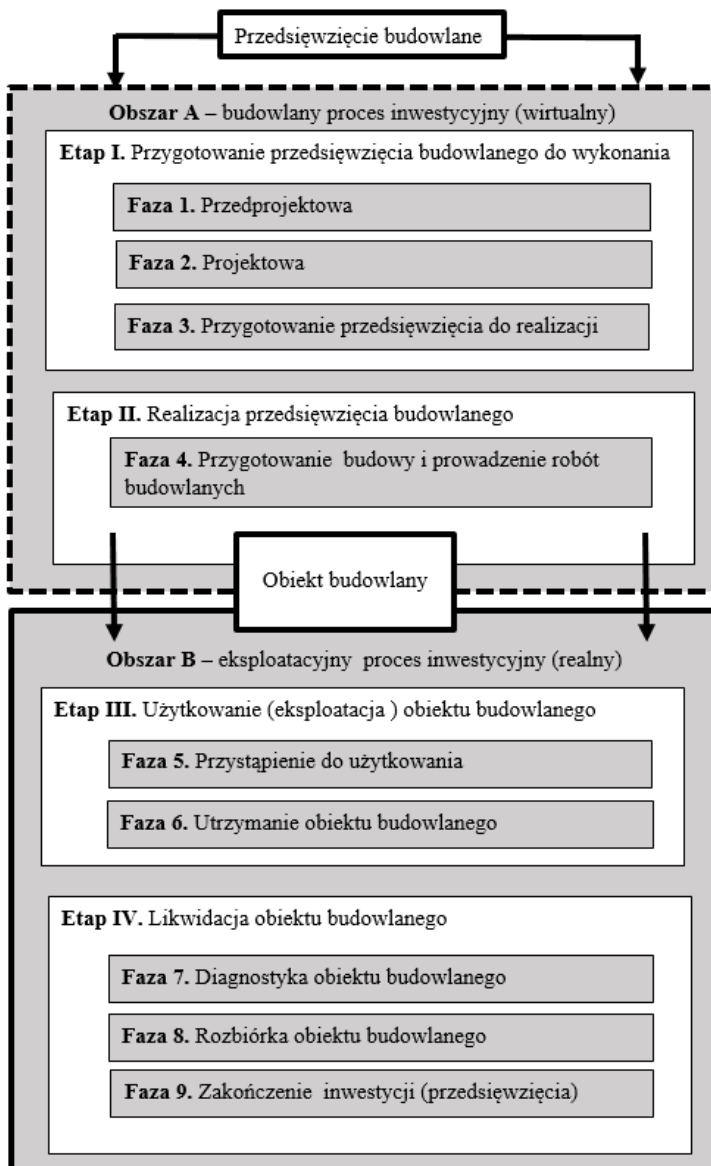 Przedsięwzięcie budowlane
Obszar A – budowlany proces inwestycyjny (wirtualny)
Etap I. Przygotowanie przedsięwzięcia budowlanego do wykonania
Faza 1. Przedprojektowa
Faza 2. Projektowa
Faza 3. Przygotowanie przedsięwzięcia do realizacji
Etap II. Realizacja przedsięwzięcia budowlanego
Faza 4. Przygotowanie budowy i prowadzenie robót
budowlanych
Obiekt budowlany
Obszar B – eksploatacyjny proces inwestycyjny (realny)
Etap III. Użytkowanie (eksploatacja ) obiektu budowlanego
Faza 5. Przystąpienie do użytkowania
Faza 6. Utrzymanie obiektu budowlanego
Etap IV. Likwidacja obiektu budowlanego
Faza 7. Diagnostyka obiektu budowlanego
Faza 8. Rozbiórka obiektu budowlanego
Faza 9. Zakończenie inwestycji (przedsięwzięcia)